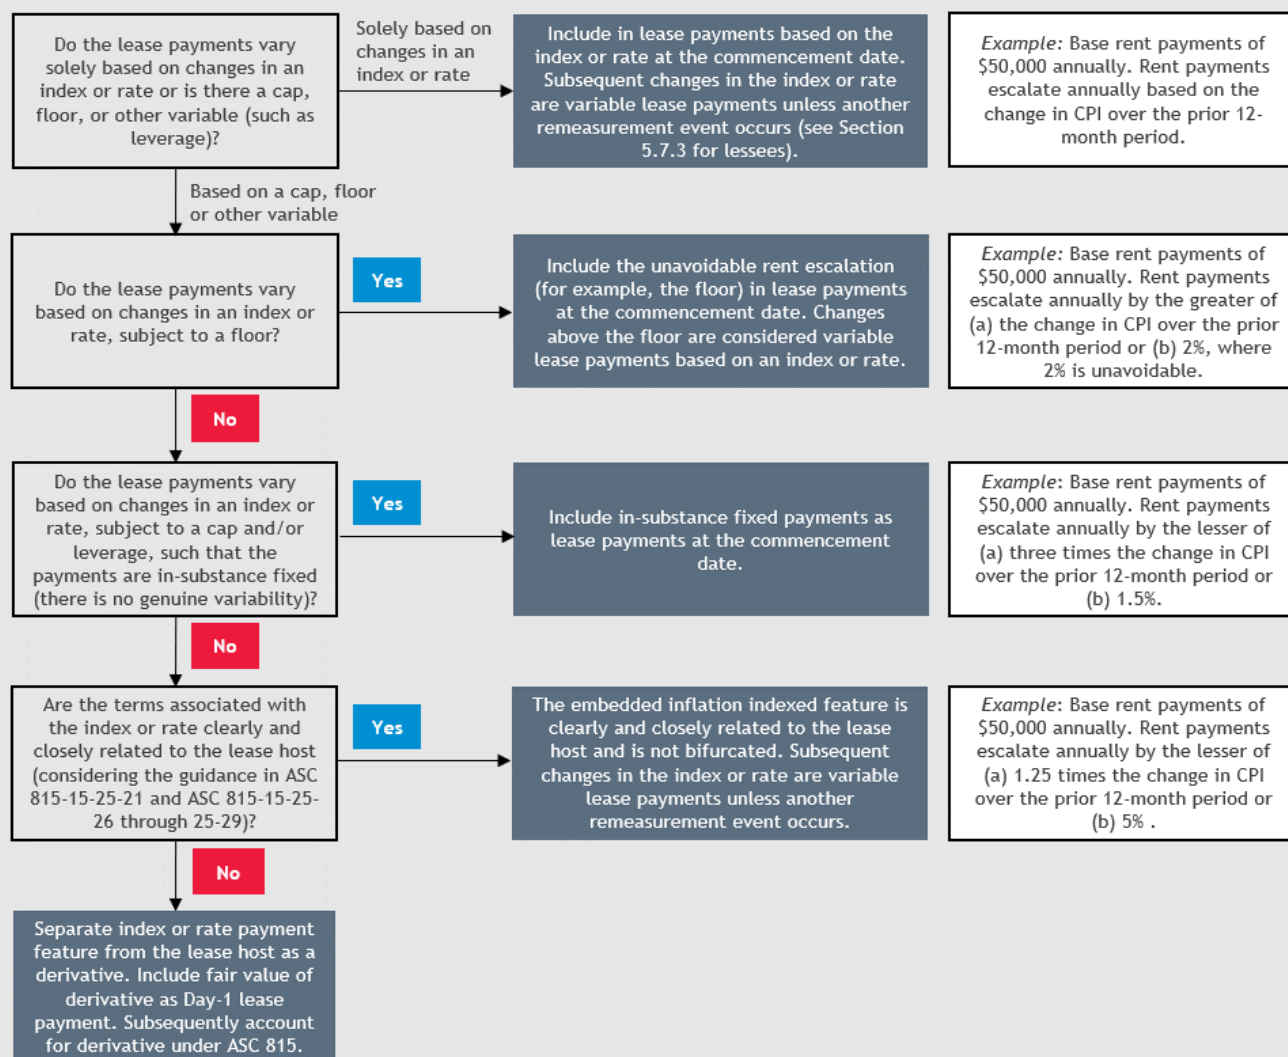 Do the lease payments vary
solely based on changes in an
index or rate or is there a cap,
floor, or other variable (such as
leverage)?
Solely based on
changes in an
index or rate
Include in lease payments based on the
index or rate at the commencement date.
Subsequent changes in the index or rate
are variable lease payments unless another
remeasurement event occurs (see Section
5.7.3 for lessees).
Example: Base rent payments of
$50,000 annually. Rent payments
escalate annually based on the
change in CPI over the prior 12-
month period.
Based on a cap, floor
or other variable
Do the lease payments vary
based on changes in an index or
rate, subject to a floor?
Yes
Include the unavoidable rent escalation
(for example, the floor) in lease payments
at the commencement date. Changes
above the floor are considered variable
lease payments based on an index or rate.
Example: Base rent payments of
$50,000 annually. Rent payments
escalate annually by the greater of
(a) the change in CPI over the prior
12-month period or (b) 2%, where
2% is unavoidable.
No
Do the lease payments vary
based on changes in an index or
rate, subject to a cap and/or
leverage, such that the
payments are in-substance fixed
(there is no genuine variability)?
Yes
Include in-substance fixed payments as
lease payments at the commencement
date.
Example: Base rent payments of
$50,000 annually. Rent payments
escalate annually by the lesser of
(a) three times the change in CPI
over the prior 12-month period or
(b) 1.5%.
No
Are the terms associated with
the index or rate clearly and
closely related to the lease host
(considering the guidance in ASC
815-15-25-21 and ASC 815-15-25-
26 through 25-29)?
Yes
The embedded inflation indexed feature is
clearly and closely related to the lease
host and is not bifurcated. Subsequent
changes in the index or rate are variable
lease payments unless another
remeasurement event occurs.
Example: Base rent payments of
$50,000 annually. Rent payments
escalate annually by the lesser of
(a) 1.25 times the change in CPI
over the prior 12-month period or
(b) 5% .
No
Separate index or rate payment
feature from the lease host as a
derivative. Include fair value of
derivative as Day-1 lease
payment. Subsequently account
for derivative under ASC 815.